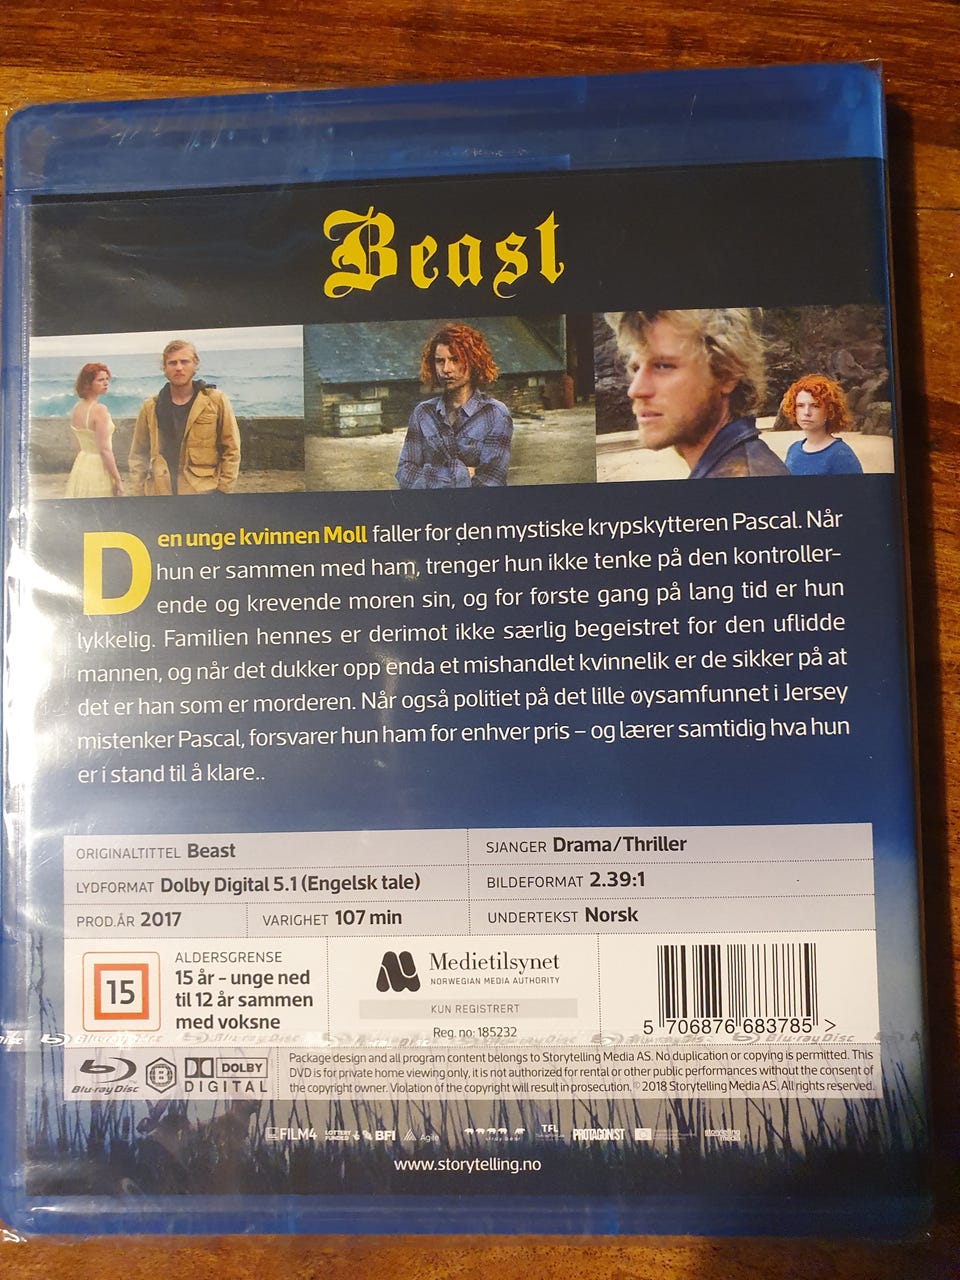 Beast
Den unge kvinnen Moll faller for den mystiske krypskytteren Pascal. Når
hun er sammen med ham, trenger hun ikke tenke på den kontroller-
ende og krevende moren sin, og for første gang på lang tid er hun
lykkelig. Familien hennes er derimot ikke særlig begeistret for den uflidde
mannen, og når det dukker opp enda et mishandlet kvinnelik er de sikker på at
det er han som er morderen. Når også politiet på det lille øysamfunnet i Jersey
mistenker Pascal, forsvarer hun ham for enhver pris – og lærer samtidig hva hun
er i stand til å klare..
ORIGINALTITTEL Beast
SJANGER Drama/Thriller
LYDFORMAT Dolby Digital 5.1 (Engelsk tale)
BILDEFORMAT 2.39:1
PROD.ÅR 2017
VARIGHET 107 min
UNDERTEKST Norsk
15
ALDERSGRENSE
15 år – unge ned
til 12 år sammen
med voksne
Medietilsynet
NORWEGIAN MEDIA AUTHORITY
KUN REGISTRERT
Reg. no: 185232
5 706876 683785 >
Blu-ray Disc
Blu-ray Disc
B
DOLBY
DIGITAL
Package design and all program content belongs to Storytelling Media AS. No duplication or copying is permitted. This
DVD is for private home viewing only, it is not authorized for rental or other public performances without the consent of
the copyright owner. Violation of the copyright will result in prosecution. © 2018 Storytelling Media AS. All rights reserved.
FILM4
LOTTERY
FUNDED
BFI
Agile
stray bear
TFL
PROTAGONIST
storytelling
media
www.storytelling.no